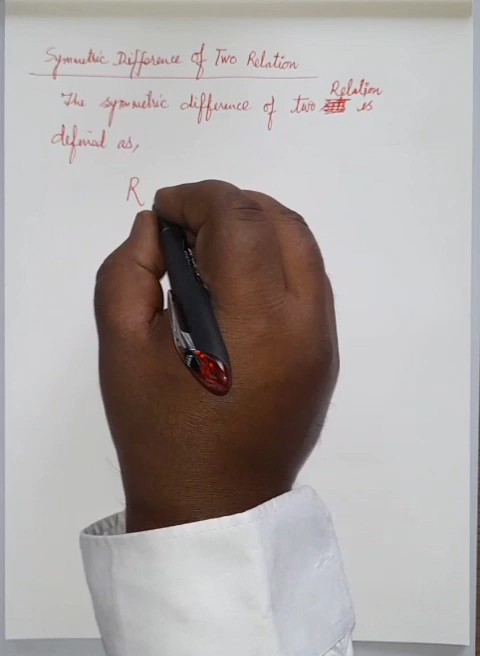 Symmetric Difference of Two Relation
The symmetric difference of two Relation is
defined as,
R